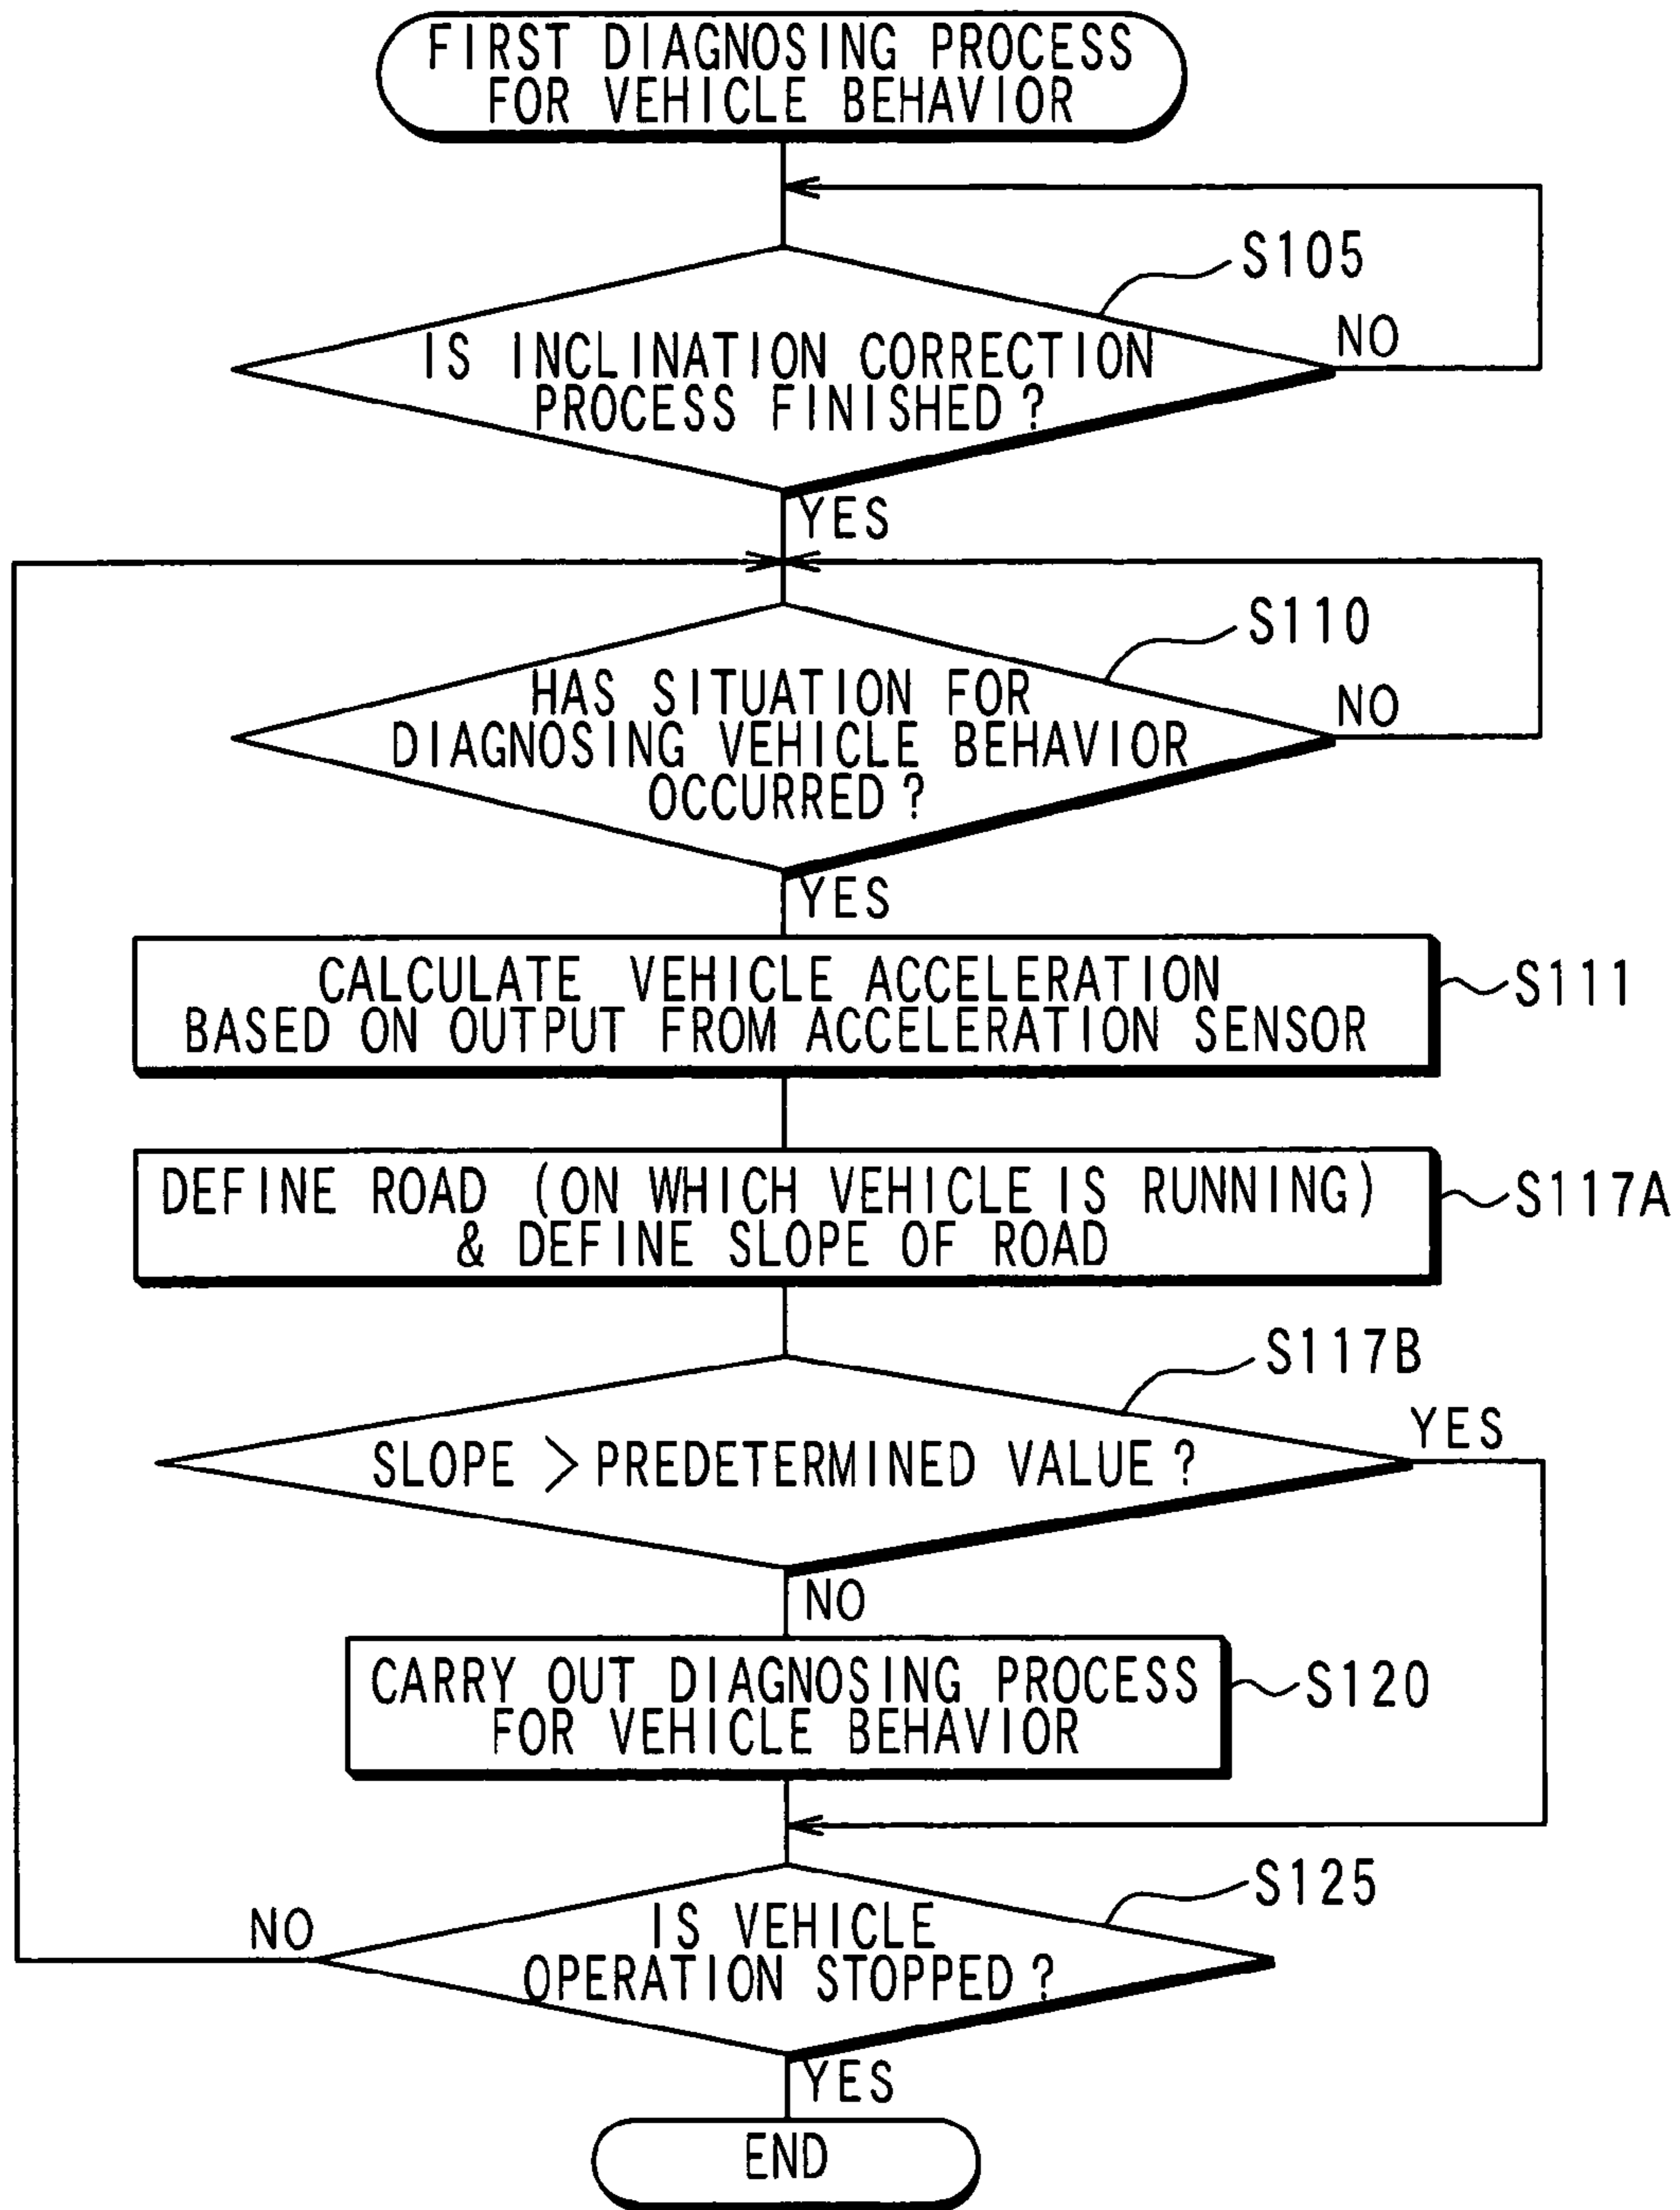 FIRST DIAGNOSING PROCESS
FOR VEHICLE BEHAVIOR
S105
IS INCLINATION CORRECTION
PROCESS FINISHED?
NO
YES
S110
HAS SITUATION FOR
DIAGNOSING VEHICLE BEHAVIOR
OCCURRED?
NO
YES
CALCULATE VEHICLE ACCELERATION
BASED ON OUTPUT FROM ACCELERATION SENSOR
S111
DEFINE ROAD (ON WHICH VEHICLE IS RUNNING)
& DEFINE SLOPE OF ROAD
S117A
S117B
SLOPE > PREDETERMINED VALUE?
YES
NO
CARRY OUT DIAGNOSING PROCESS
FOR VEHICLE BEHAVIOR
S120
S125
IS VEHICLE
OPERATION STOPPED?
NO
YES
END